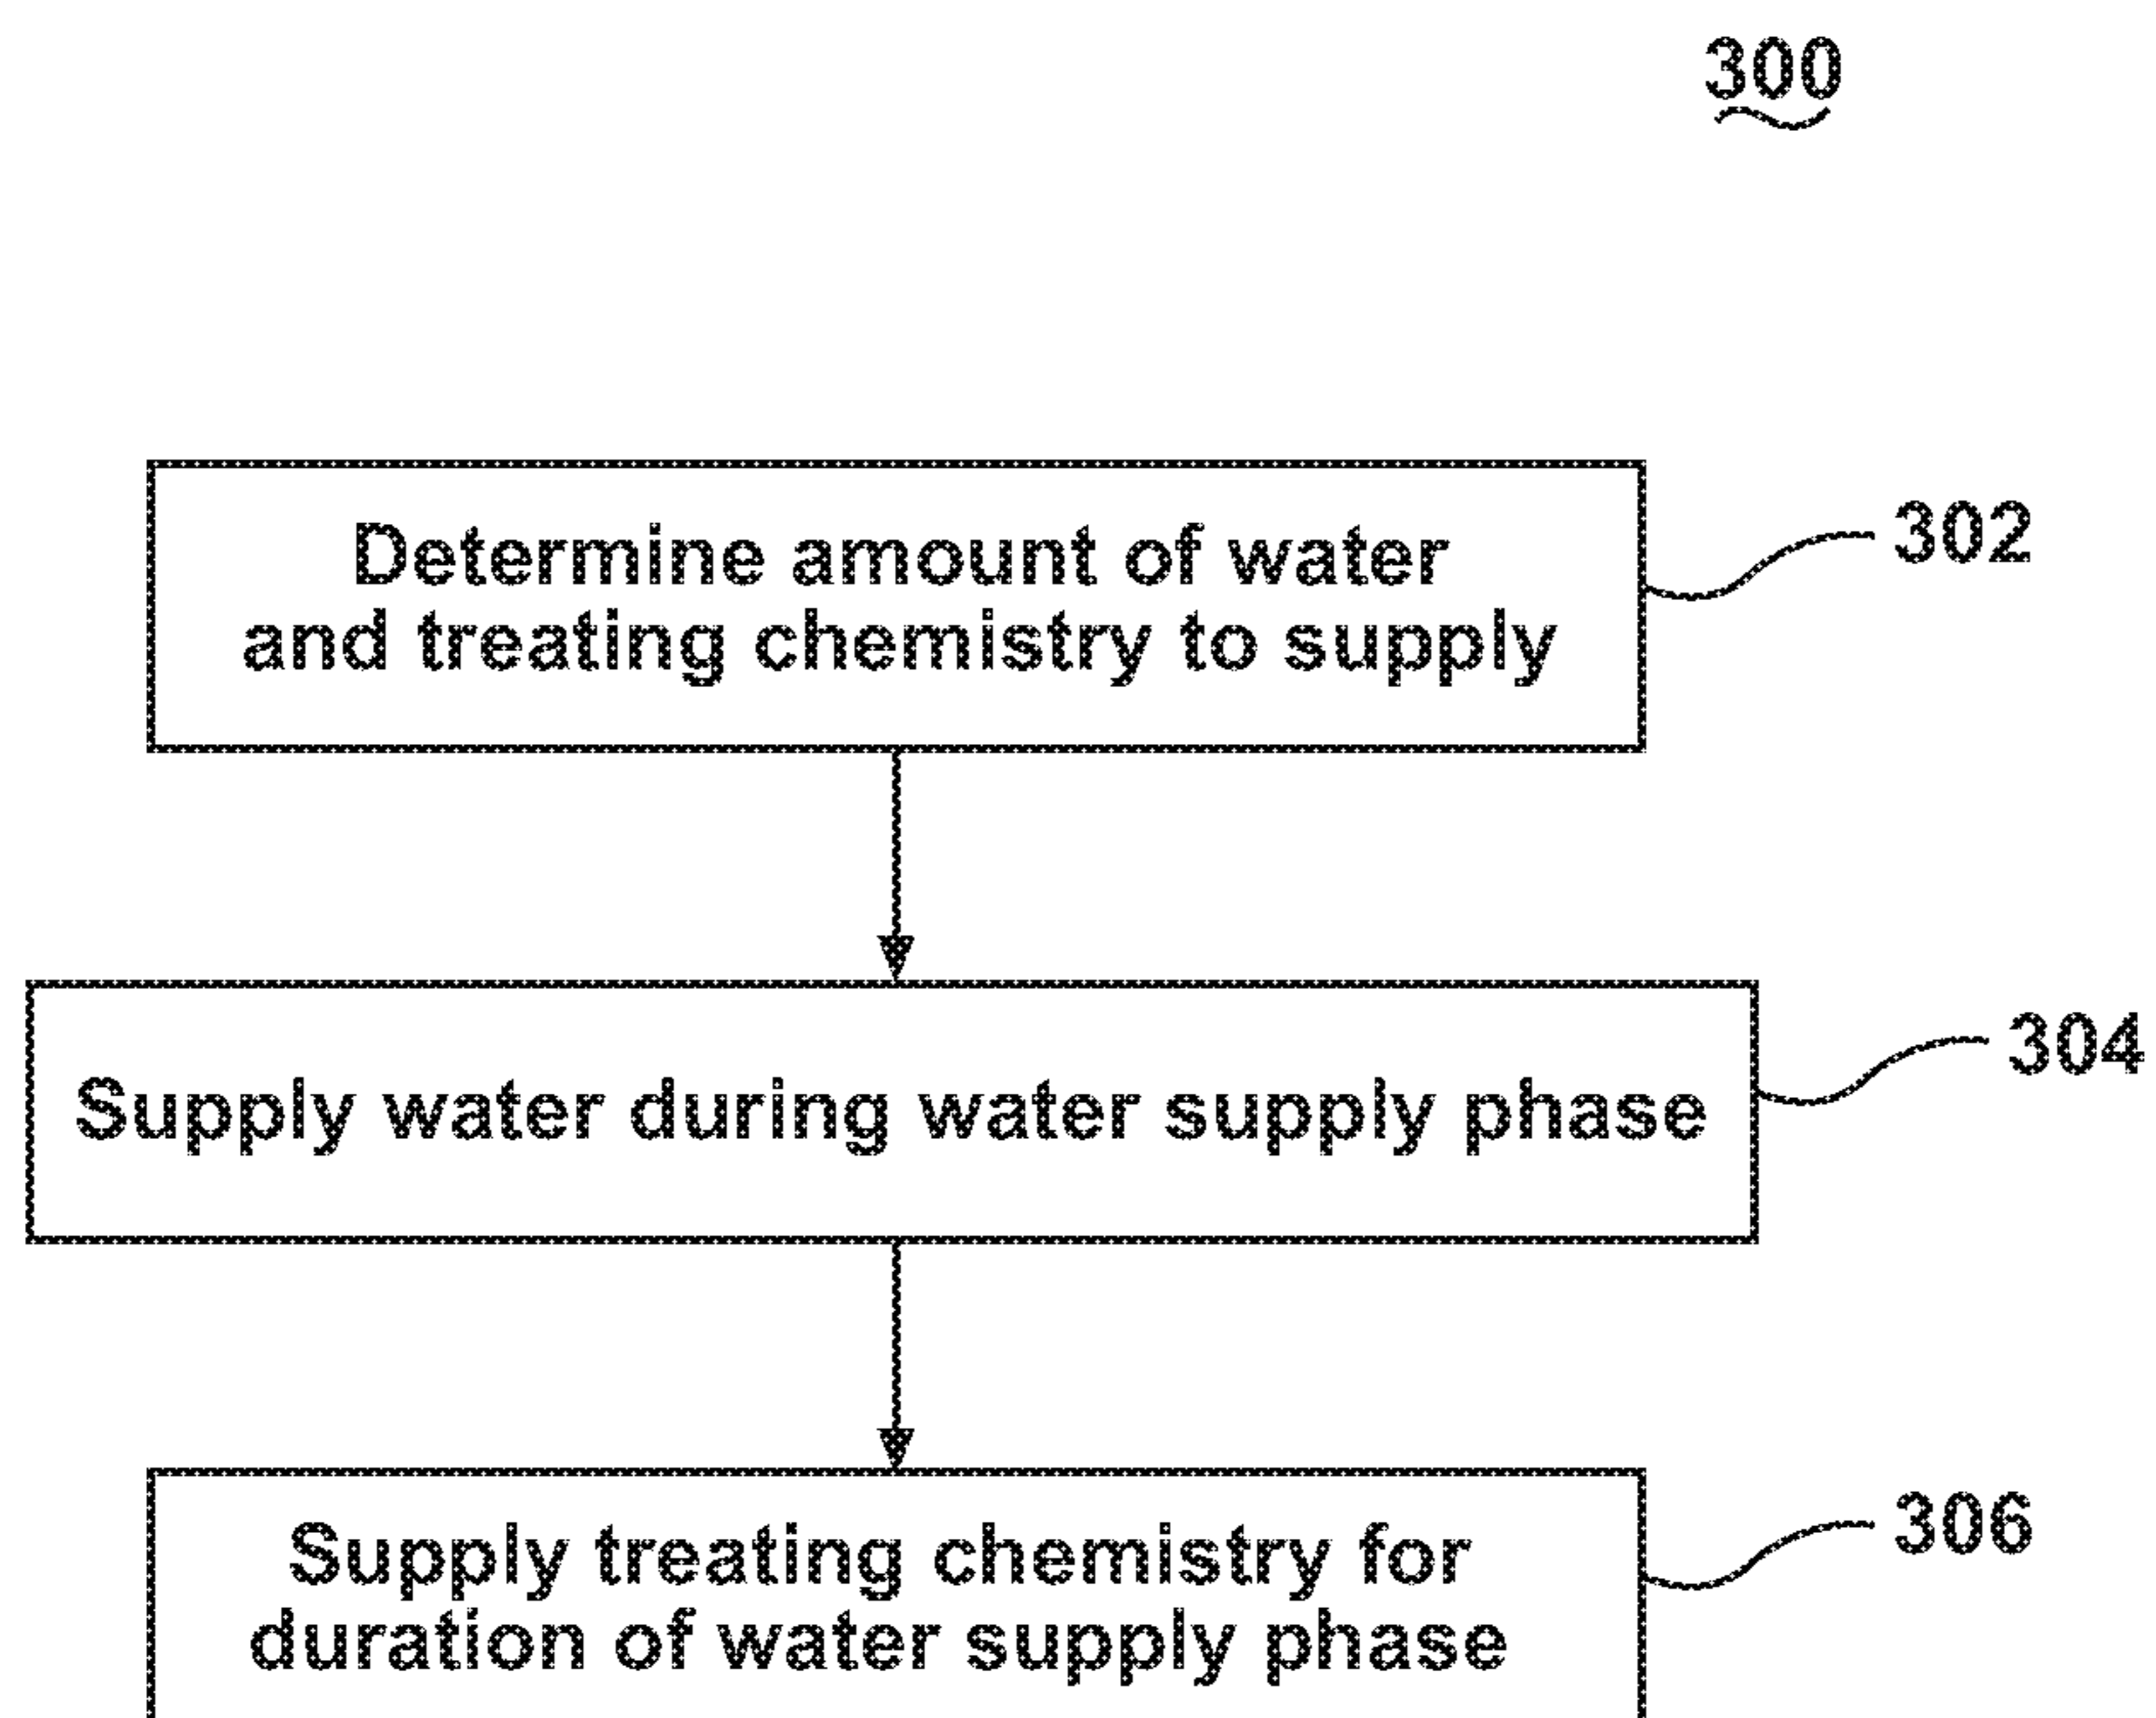 300
Determine amount of water
and treating chemistry to supply
302
Supply water during water supply phase
304
Supply treating chemistry for
duration of water supply phase
306